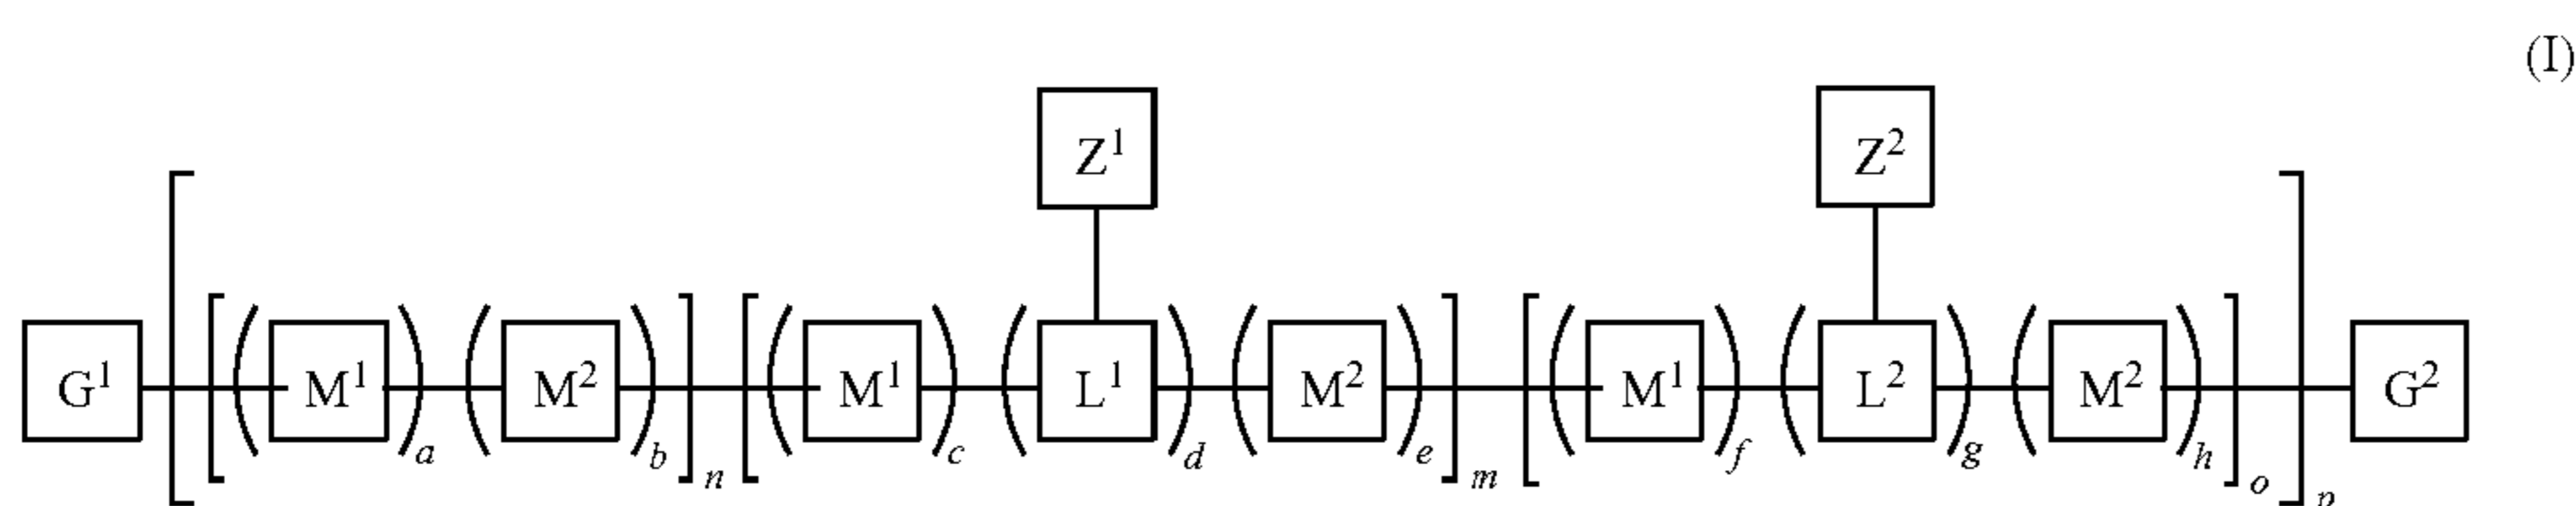 (I)
Z¹ Z²
G¹ [ [ ( M¹ )a ( M² )b ]n [ ( M¹ )c ( L¹ )d ( M² )e ]m [ ( M¹ )f ( L² )g ( M² )h ]o ]p G²